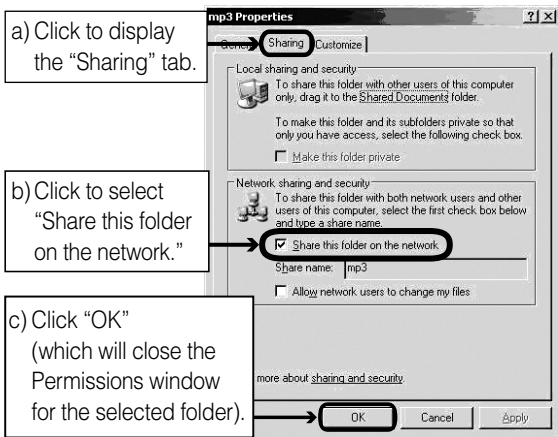 a) Click to display
the “Sharing” tab.
b) Click to select
“Share this folder
on the network.”
c) Click “OK”
(which will close the
Permissions window
for the selected folder).
mp3 Properties
Sharing
Customize
Local sharing and security
To share this folder with other users of this computer
only, drag it to the Shared Documents folder.
To make this folder and its subfolders private so that
only you have access, select the following check box.
Make this folder private
Network sharing and security
To share this folder with both network users and other
users of this computer, select the first check box below
and type a share name.
Share this folder on the network
Share name: mp3
Allow network users to change my files
more about sharing and security.
OK
Cancel
Apply